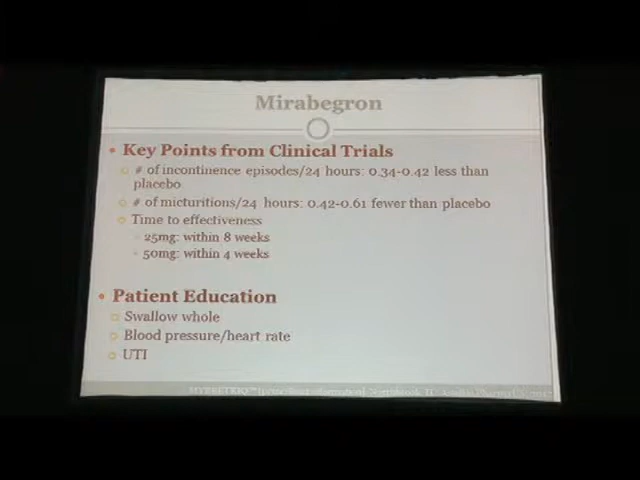 Mirabegron
• Key Points from Clinical Trials
# of incontinence episodes/24 hours: 0.34-0.42 less than
placebo
# of micturitions/24 hours: 0.42-0.61 fewer than placebo
Time to effectiveness
25mg: within 8 weeks
50mg: within 4 weeks
• Patient Education
Swallow whole
Blood pressure/heart rate
UTI